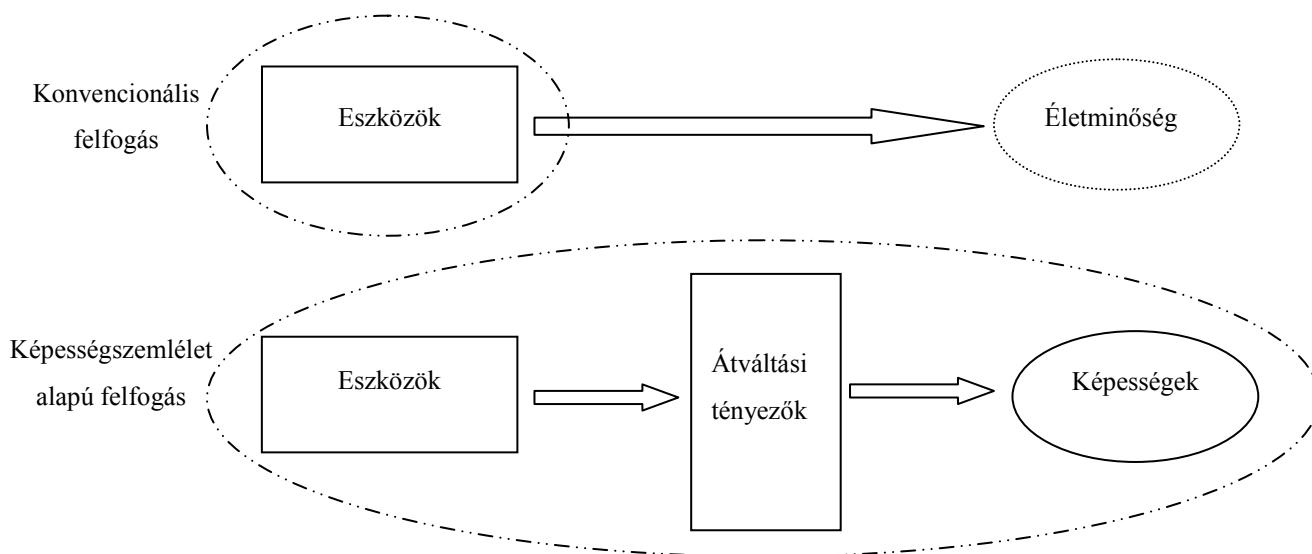 Konvencionális
felfogás
Eszközök
Életminőség
Képességszemlélet
alapú felfogás
Eszközök
Átváltási
tényezők
Képességek